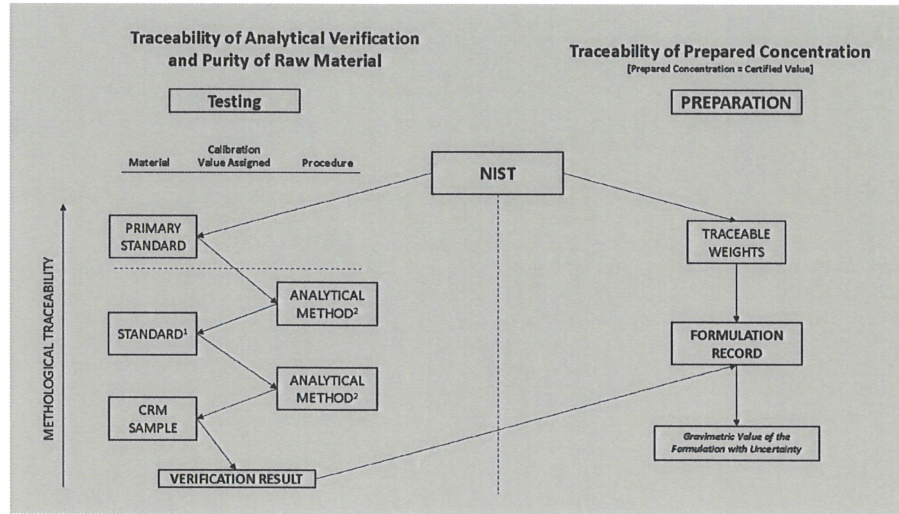 Traceability of Analytical Verification
and Purity of Raw Material
Testing
Traceability of Prepared Concentration
[Prepared Concentration = Certified Value]
PREPARATION
Material
Calibration
Value Assigned
Procedure
NIST
METHOLOGICAL TRACEABILITY
PRIMARY
STANDARD
ANALYTICAL
METHOD²
STANDARD¹
ANALYTICAL
METHOD²
CRM
SAMPLE
VERIFICATION RESULT
TRACEABLE
WEIGHTS
FORMULATION
RECORD
Gravimetric Value of the
Formulation with Uncertainty